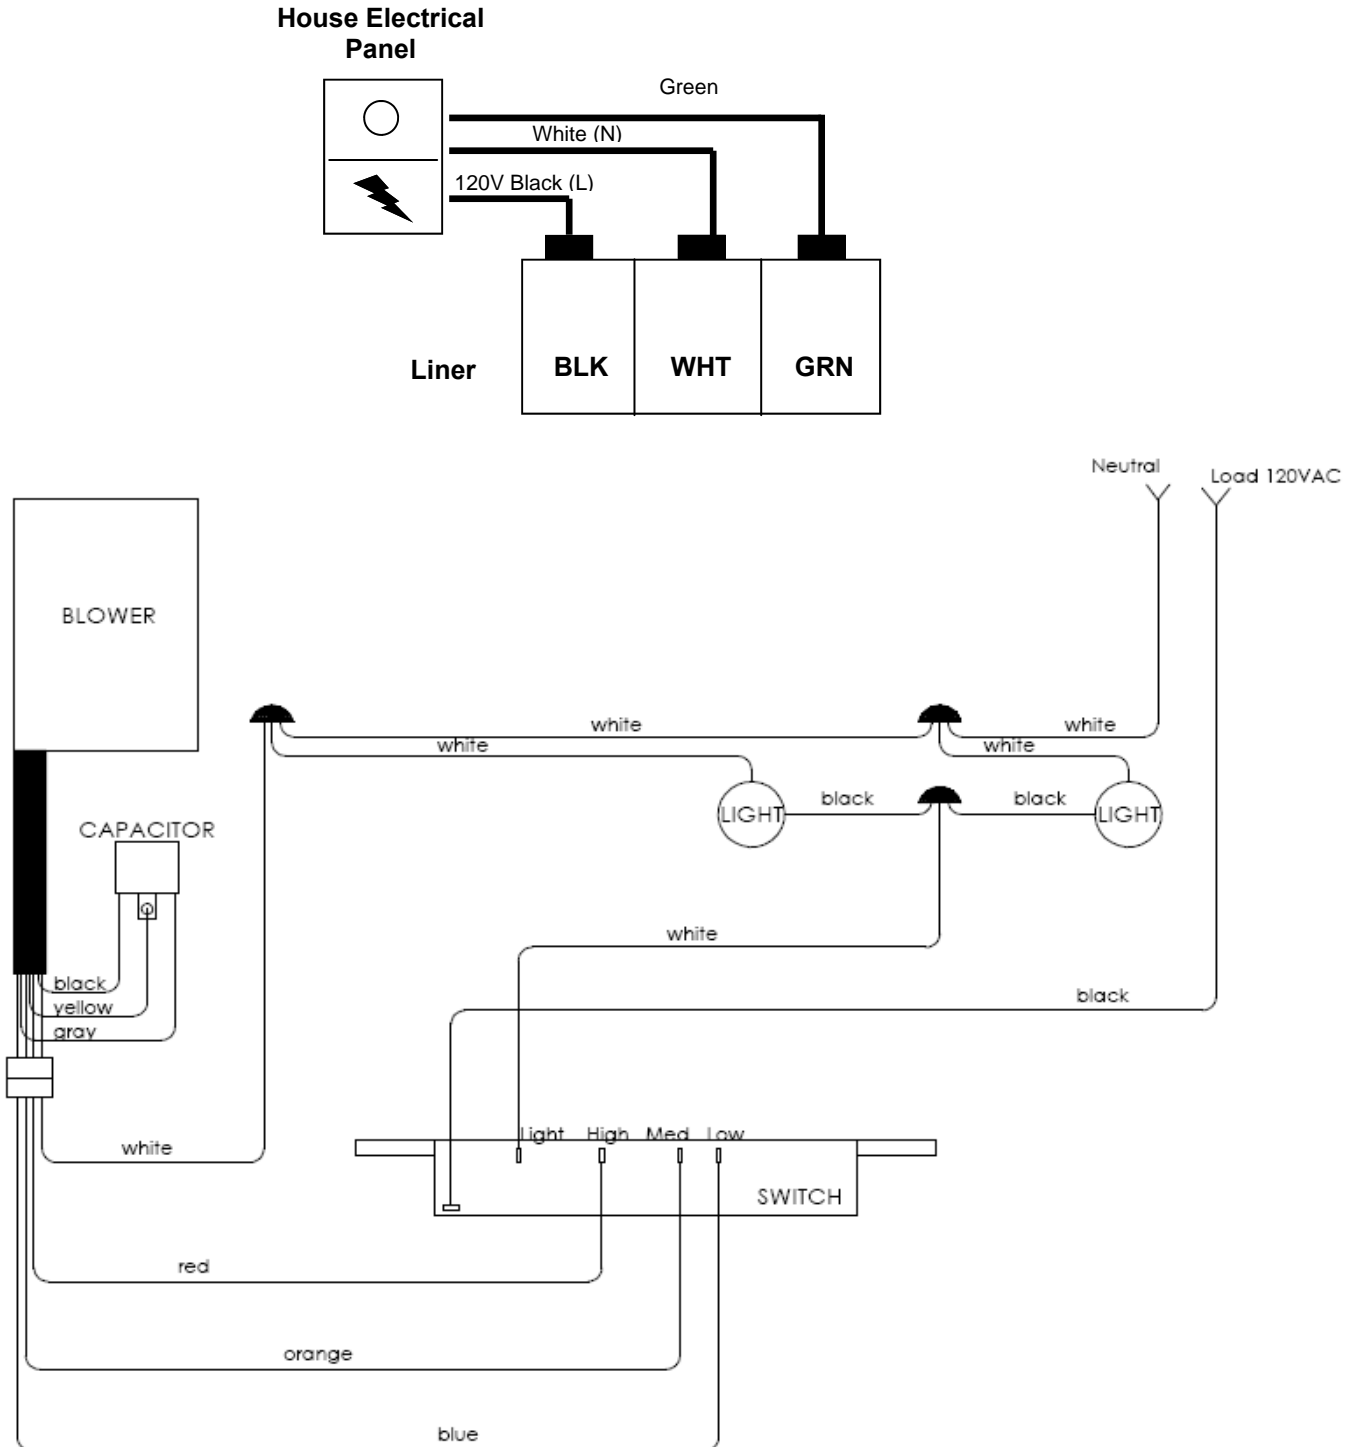 House Electrical
Panel
Green
White (N)
120V Black (L)
Liner
BLK
WHT
GRN
Neutral
Load 120VAC
BLOWER
white
white
white
white
LIGHT
black
black
LIGHT
CAPACITOR
white
black
yellow
gray
black
white
Light
High
Med
Low
SWITCH
red
orange
blue